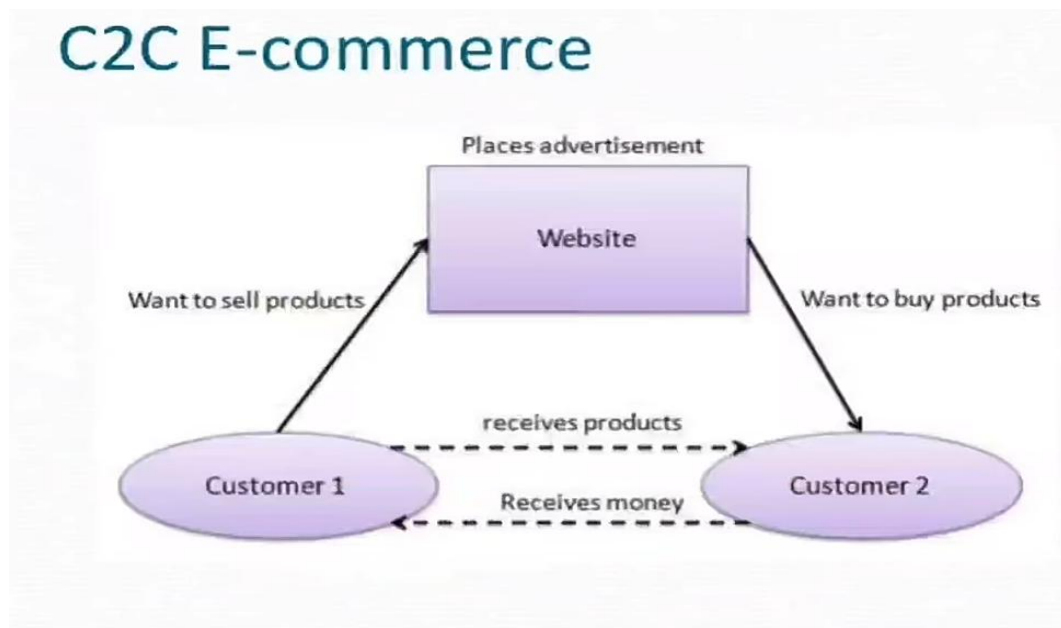 C2C E-commerce
Places advertisement
Website
Want to sell products
Want to buy products
receives products
Customer 1
Customer 2
Receives money